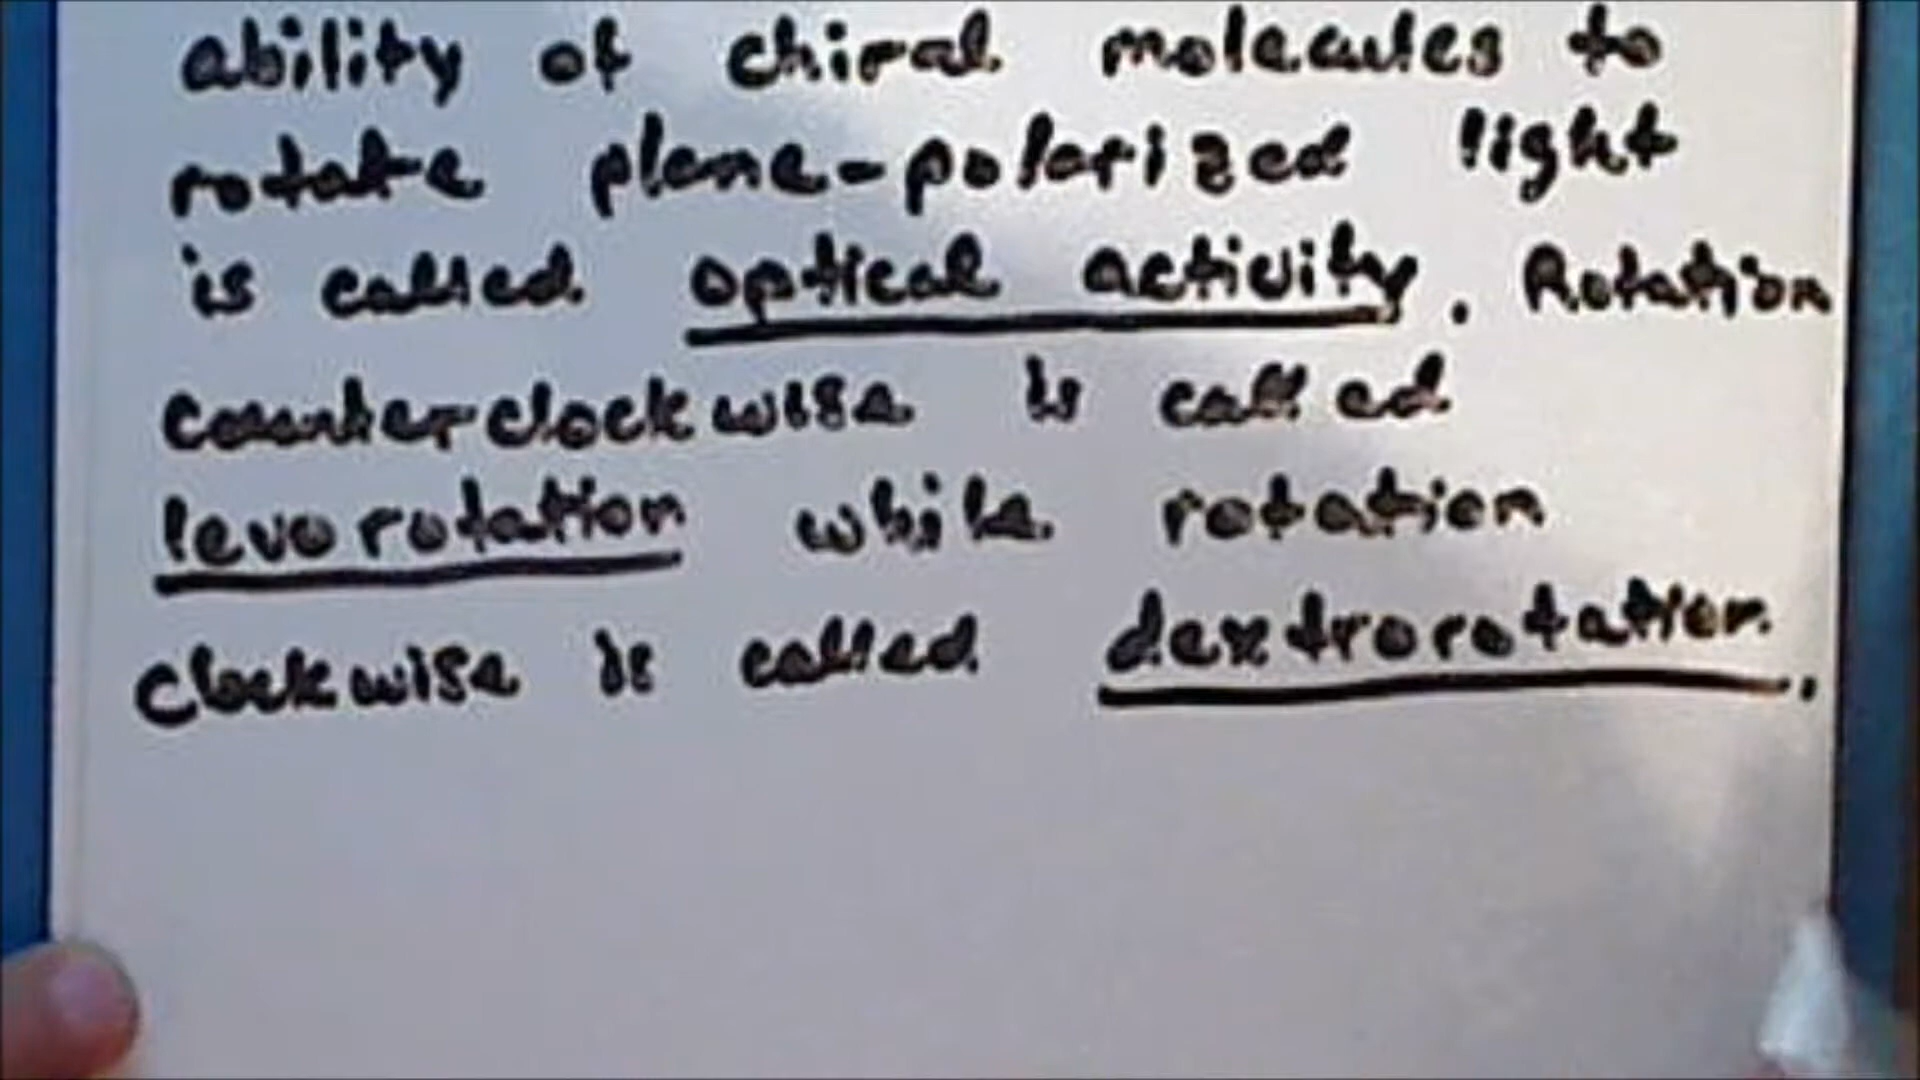 ability of chiral molecules to
rotate plane-polarized light
is called optical activity. Rotation
counterclockwise is called
levorotation while rotation
clockwise is called dextrorotation.